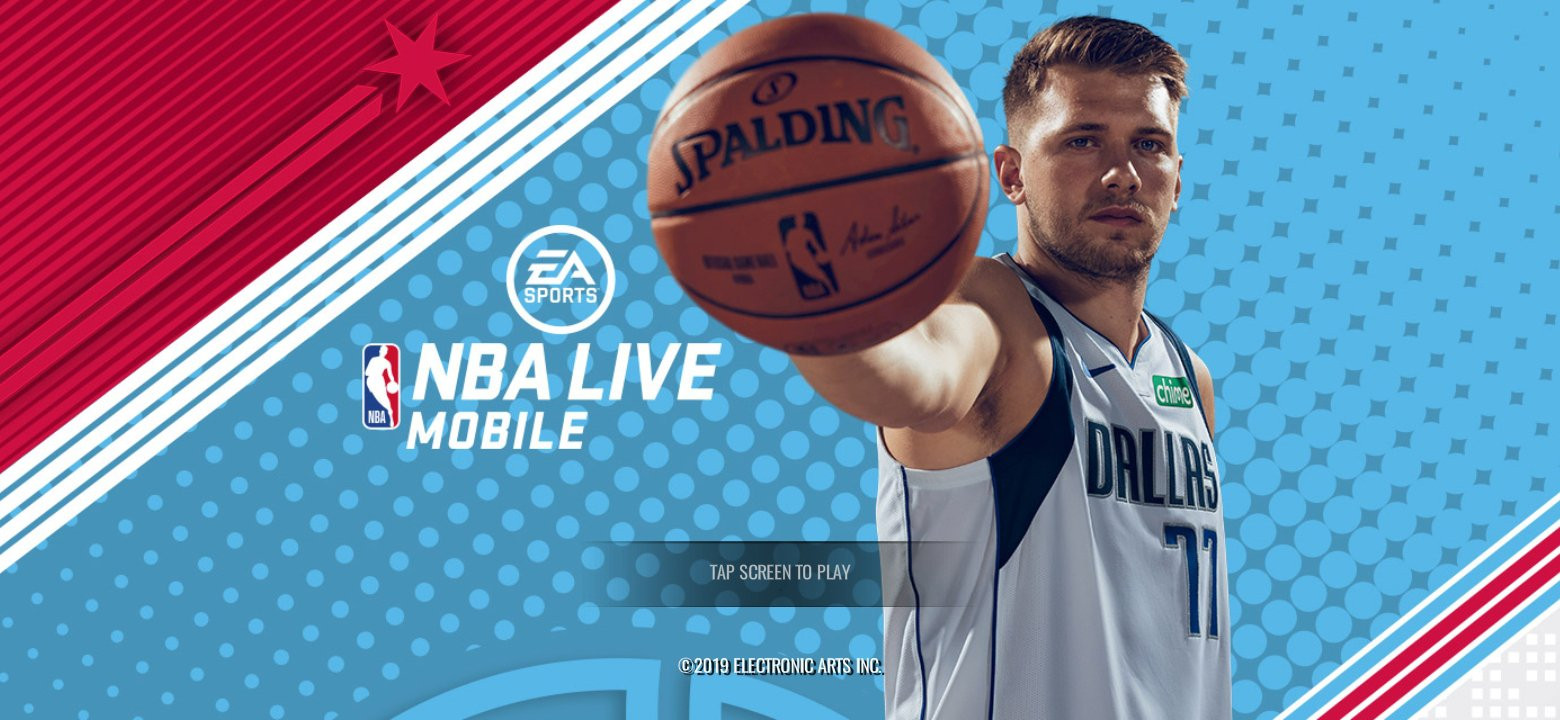 SPALDING
EA
SPORTS
NBA LIVE
NBA
MOBILE
chime
DALLAS
77
TAP SCREEN TO PLAY
©2019 ELECTRONIC ARTS INC.